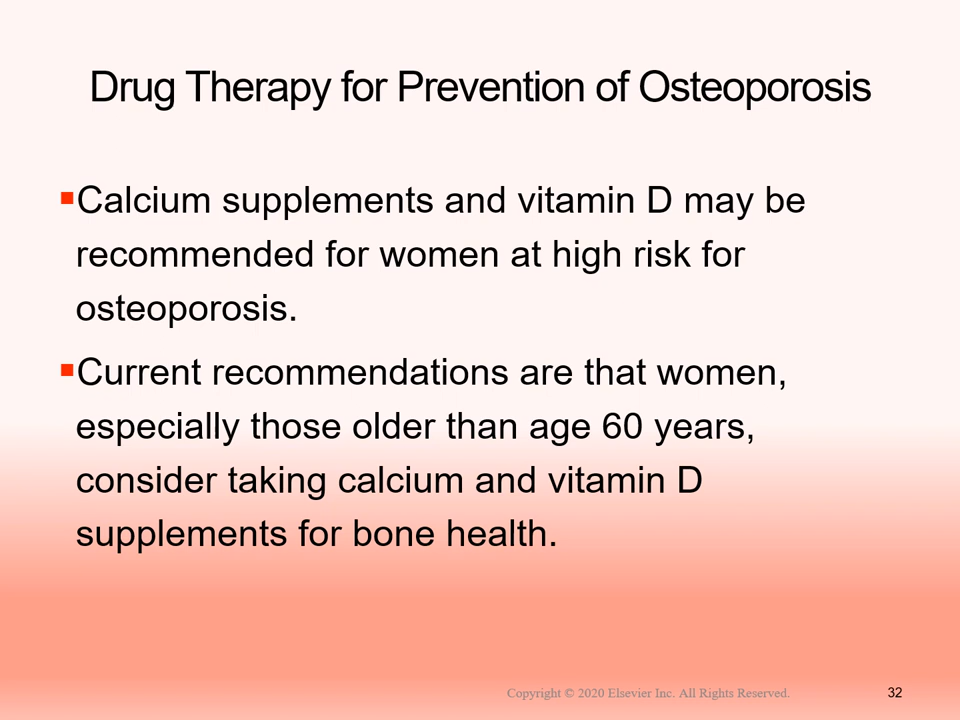 Drug Therapy for Prevention of Osteoporosis
▪Calcium supplements and vitamin D may be
recommended for women at high risk for
osteoporosis.
▪Current recommendations are that women,
especially those older than age 60 years,
consider taking calcium and vitamin D
supplements for bone health.
Copyright © 2020 Elsevier Inc. All Rights Reserved.
32